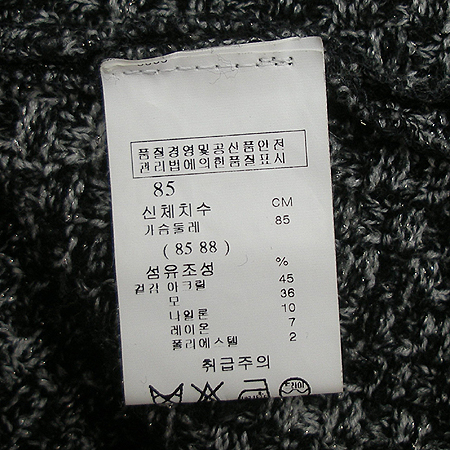 품질경영및공신품안전
관리법에의한품질표시
85
신체치수 CM
가슴둘레 85
( 85 88 )
섬유조성 %
겉감 아크릴 45
모 36
나일론 10
레이온 7
폴리에스텔 2
취급주의